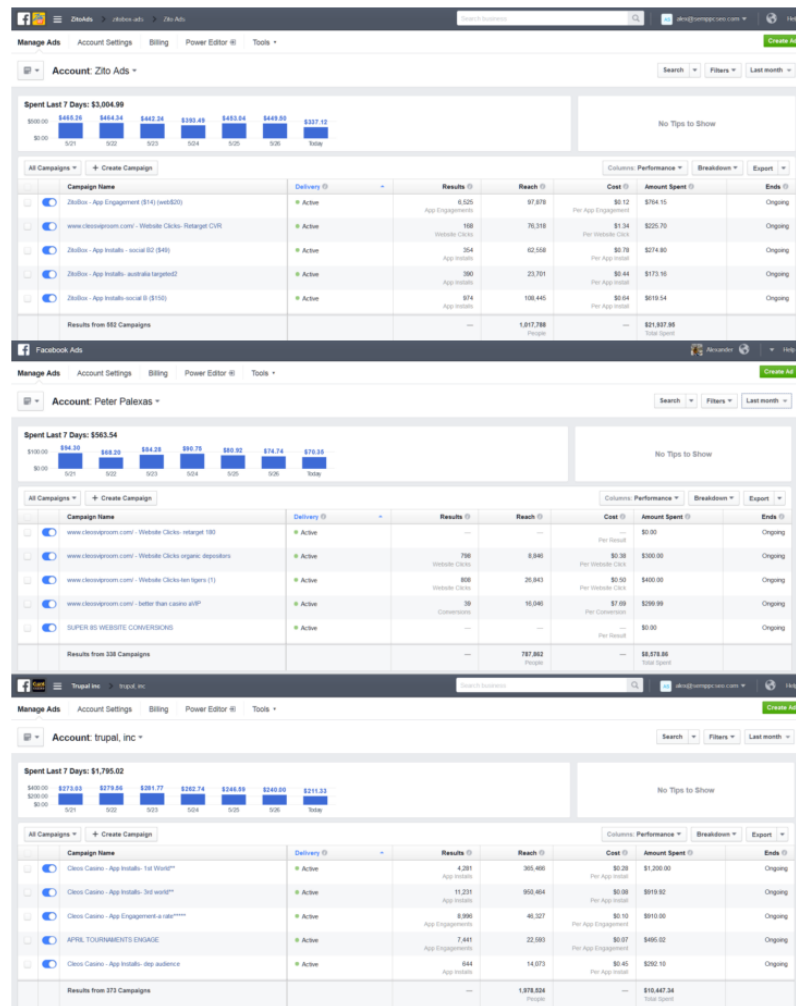 ZitoAds > zitobox ads > Zito Ads Search business alex@semppcseo.com Help
Manage Ads Account Settings Billing Power Editor Tools Create Ad
Account: Zito Ads Search Filters Last month
Spent Last 7 Days: $3,004.99
No Tips to Show
$500.00 $464.34 $442.24 $393.49 $449.90 $337.12
$0.00 5/21 5/22 5/23 5/24 5/25 5/26 Today
All Campaigns + Create Campaign Columns: Performance Breakdown Export
Campaign Name Delivery Results Reach Cost Amount Spent Ends
ZitoBox - App Engagement ($14) (web$20) Active 6,525 97,878 $0.12 $764.15 Ongoing
App Engagements Per App Engagement
www.cleosviproom.com/ - Website Clicks- Retarget CVR Active 168 76,318 $1.34 $225.70 Ongoing
Website Clicks Per Website Click
ZitoBox - App Installs - social B2 ($49) Active 354 62,558 $0.78 $274.80 Ongoing
App Installs Per App Install
ZitoBox - App Installs- australia targeted2 Active 390 23,701 $0.44 $173.16 Ongoing
App Installs Per App Install
ZitoBox - App Installs-social B ($150) Active 974 108,445 $0.64 $619.54 Ongoing
App Installs Per App Install
Results from 552 Campaigns — 1,017,788 — $21,937.95
People Total Spent
Facebook Ads Alexander Help
Manage Ads Account Settings Billing Power Editor Tools Create Ad
Account: Peter Palexas Search Filters Last month
Spent Last 7 Days: $563.54
No Tips to Show
$100.00 $94.30 $68.20 $84.28 $90.75 $80.92 $74.74 $70.35
$0.00 5/21 5/22 5/23 5/24 5/25 5/26 Today
All Campaigns + Create Campaign Columns: Performance Breakdown Export
Campaign Name Delivery Results Reach Cost Amount Spent Ends
www.cleosviproom.com/ - Website Clicks- retarget 180 Active — — — $0.00 Ongoing
Per Result
www.cleosviproom.com/ - Website Clicks organic depositors Active 798 8,846 $0.38 $300.00 Ongoing
Website Clicks Per Website Click
www.cleosviproom.com/ - Website Clicks-ten tigers (1) Active 808 26,843 $0.50 $400.00 Ongoing
Website Clicks Per Website Click
www.cleosviproom.com/ - better than casino aVIP Active 39 16,046 $7.69 $299.99 Ongoing
Conversions Per Conversion
SUPER 8S WEBSITE CONVERSIONS Active — — — $0.00 Ongoing
Per Result
Results from 338 Campaigns — 787,862 — $8,578.86
People Total Spent
Trupal inc > trupal, inc Search business alex@semppcseo.com Help
Manage Ads Account Settings Billing Power Editor Tools Create Ad
Account: trupal, inc Search Filters Last month
Spent Last 7 Days: $1,795.02
No Tips to Show
$400.00 $273.03 $279.56 $281.77 $262.74 $246.59 $240.00 $211.33
$200.00
$0.00 5/21 5/22 5/23 5/24 5/25 5/26 Today
All Campaigns + Create Campaign Columns: Performance Breakdown Export
Campaign Name Delivery Results Reach Cost Amount Spent Ends
Cleos Casino - App Installs- 1st World** Active 4,281 365,466 $0.28 $1,200.00 Ongoing
App Installs Per App Install
Cleos Casino - App Installs- 3rd world** Active 11,231 950,464 $0.08 $919.92 Ongoing
App Installs Per App Install
Cleos Casino - App Engagement-a rate***** Active 8,996 46,327 $0.10 $910.00 Ongoing
App Engagements Per App Engagement
APRIL TOURNAMENTS ENGAGE Active 7,441 22,593 $0.07 $495.02 Ongoing
App Engagements Per App Engagement
Cleos Casino - App Installs- dep audience Active 644 14,073 $0.45 $292.10 Ongoing
App Installs Per App Install
Results from 373 Campaigns — 1,978,524 — $10,447.34
People Total Spent